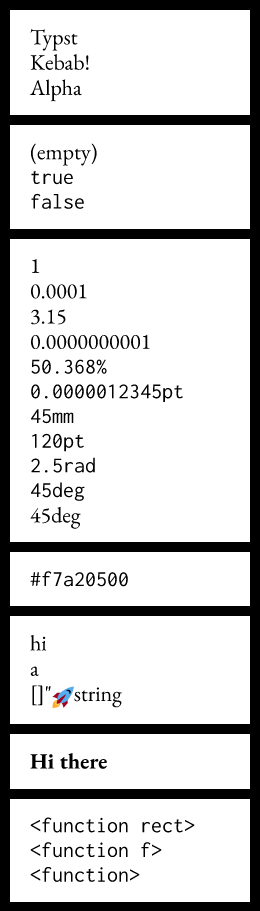 Typst
Kebab!
Alpha
(empty)
true
false
1
0.0001
3.15
0.0000000001
50.368%
0.0000012345pt
45mm
120pt
2.5rad
45deg
45deg
#f7a20500
hi
a
[]"🚀string
Hi there
<function rect>
<function f>
<function>